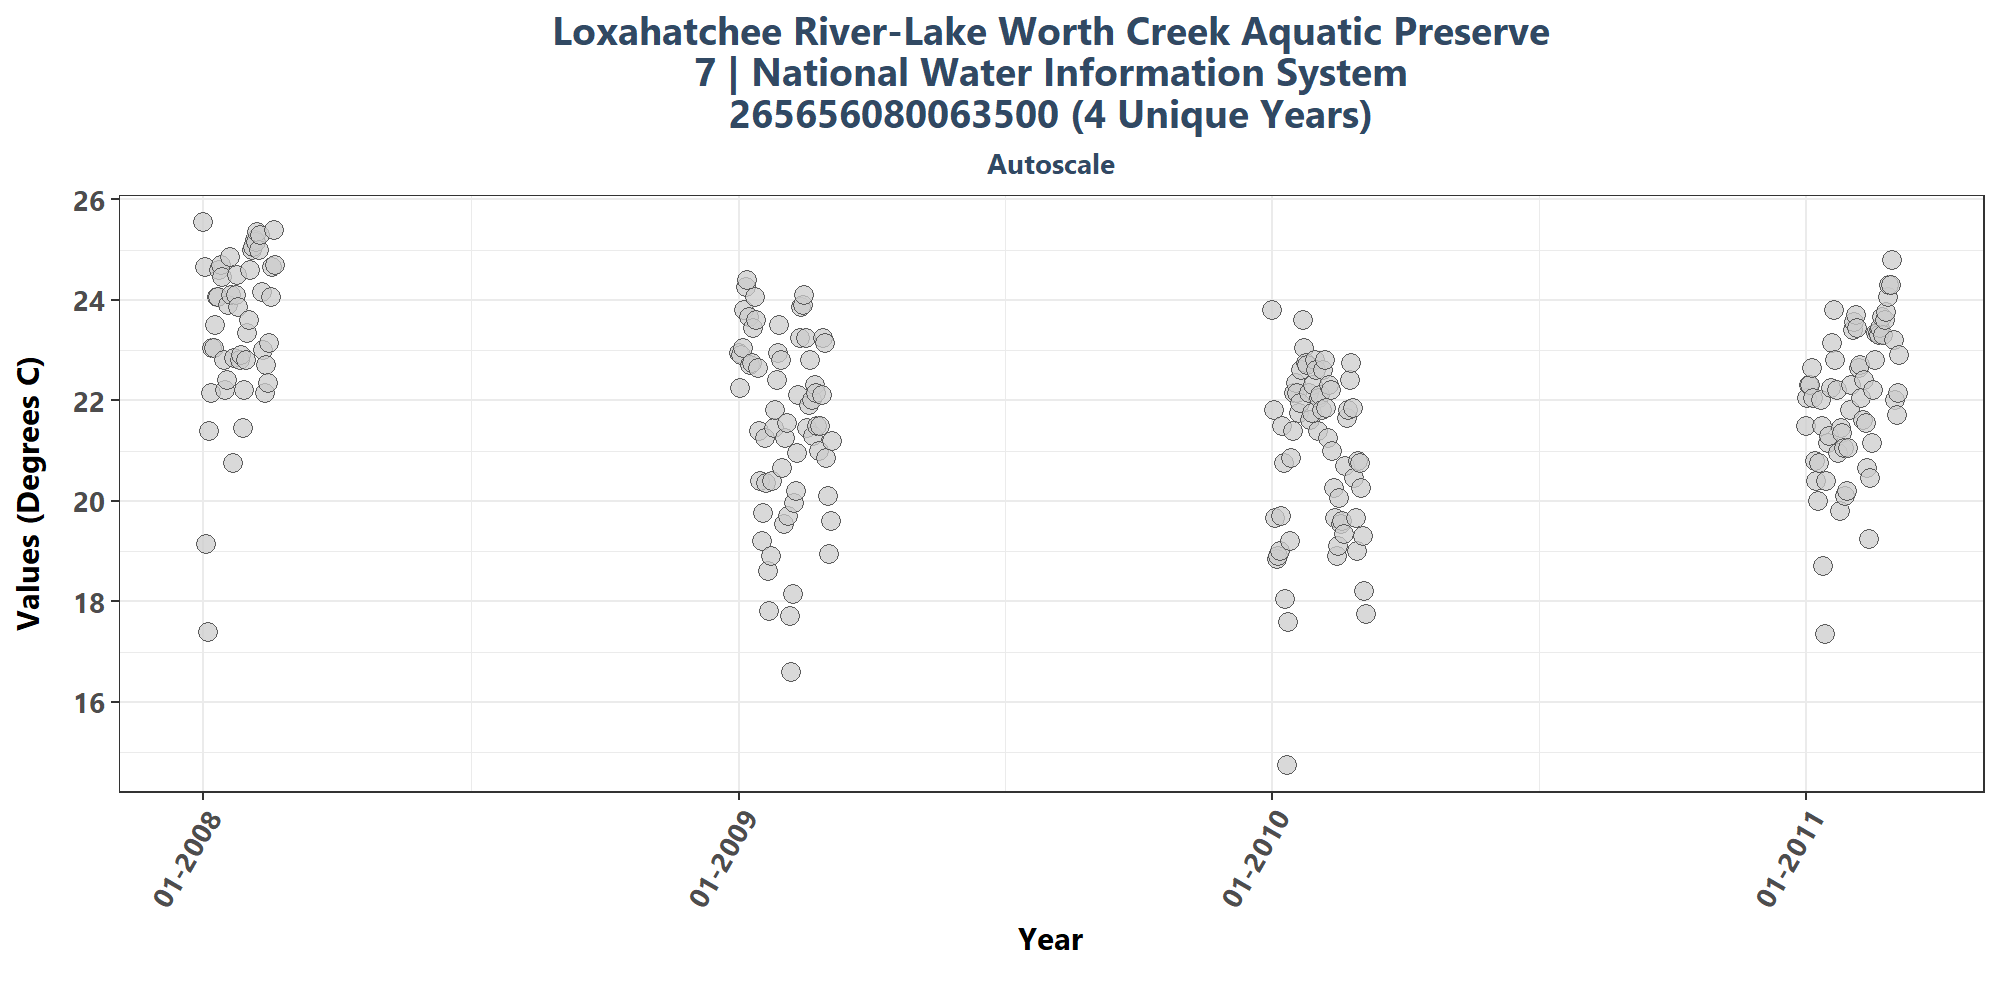 Loxahatchee River-Lake Worth Creek Aquatic Preserve
7 | National Water Information System
265656080063500 (4 Unique Years)
Autoscale
26
24
22
20
18
16
Values (Degrees C)
01-2008
01-2009
01-2010
01-2011
Year